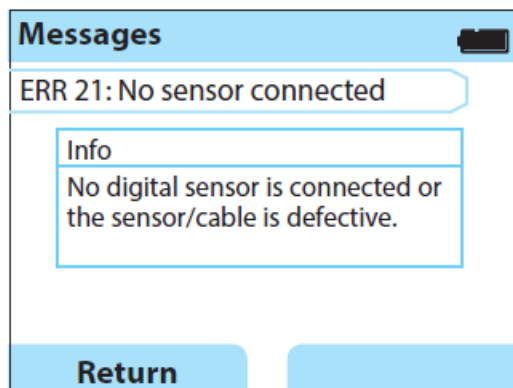 Messages
ERR 21: No sensor connected
Info
No digital sensor is connected or
the sensor/cable is defective.
Return